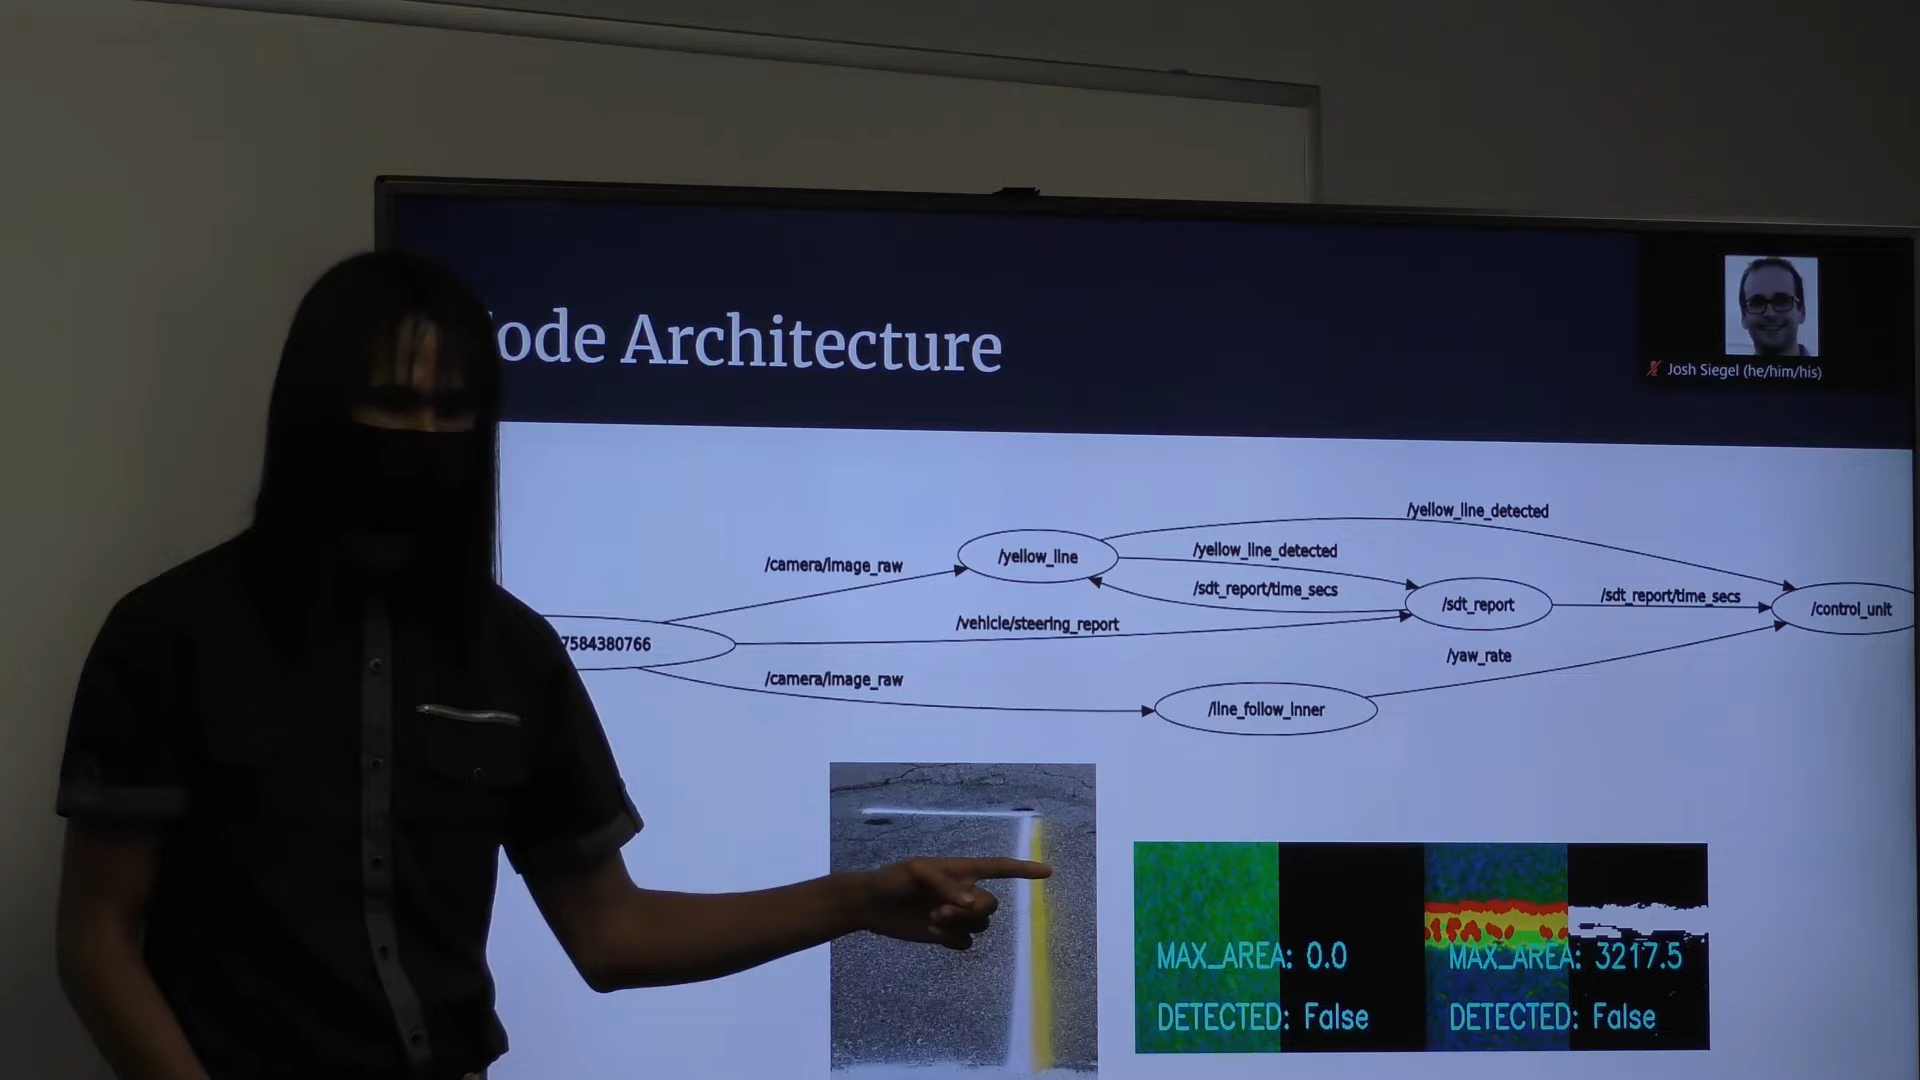 ode Architecture
Josh Siegel (he/him/his)
/yellow_line_detected
/camera/image_raw
/yellow_line
/yellow_line_detected
/sdt_report/time_secs
/sdt_report
/sdt_report/time_secs
/control_unit
7584380766
/vehicle/steering_report
/yaw_rate
/camera/image_raw
/line_follow_inner
MAX_AREA: 0.0
DETECTED: False
MAX_AREA: 3217.5
DETECTED: False